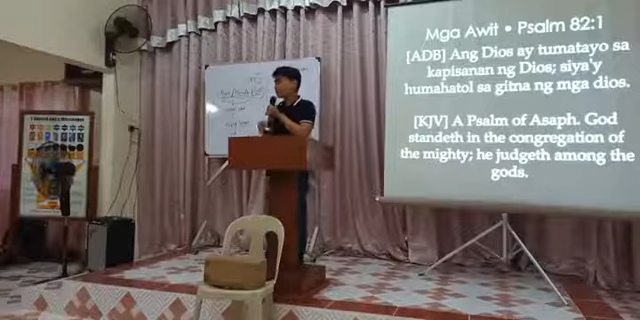 Mga Awit • Psalm 82:1
[ADB] Ang Dios ay tumatayo sa
kapisanan ng Dios; siya'y
humahatol sa gitna ng mga dios.
[KJV] A Psalm of Asaph. God
standeth in the congregation of
the mighty; he judgeth among the
gods.